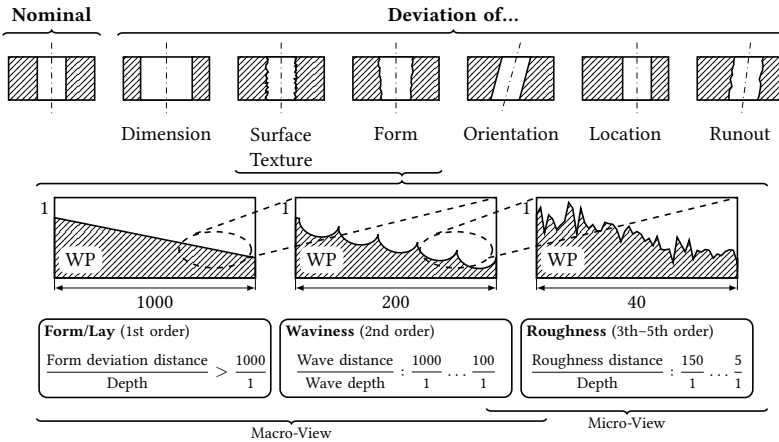 Nominal Deviation of...
Dimension Surface Form Orientation Location Runout
Texture
1 1 1
WP WP WP
1000 200 40
Form/Lay (1st order) Waviness (2nd order) Roughness (3th–5th order)
Form deviation distance / Depth > 1000 / 1 Wave distance / Wave depth : 1000 / 1 ... 100 / 1 Roughness distance / Depth : 150 / 1 ... 5 / 1
Micro-View
Macro-View